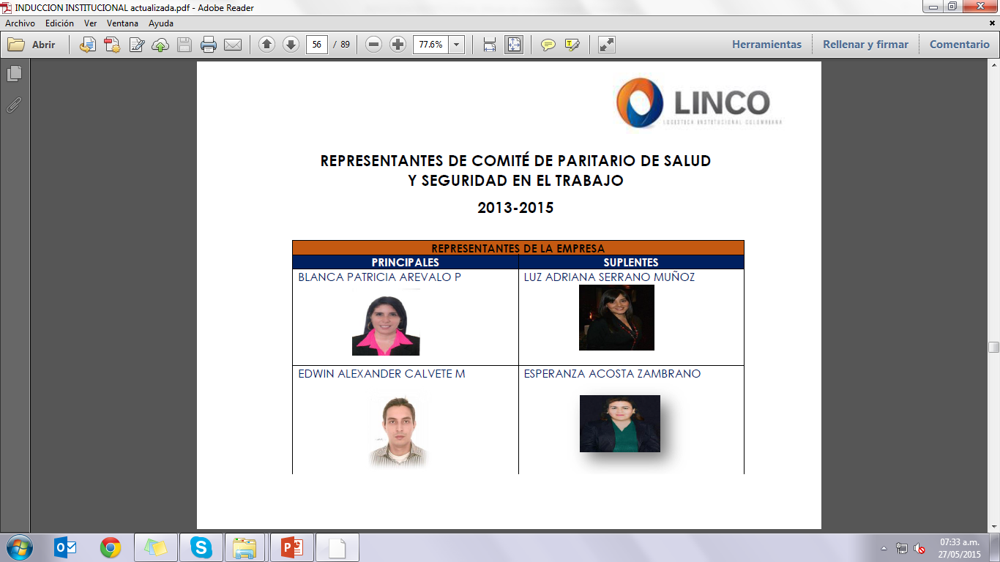 INDUCCION INSTITUCIONAL actualizada.pdf - Adobe Reader
Archivo Edición Ver Ventana Ayuda
Abrir 56 / 89 77.6% Herramientas Rellenar y firmar Comentario
LINCO
LOGISTICA INSTITUCIONAL COLOMBIANA
REPRESENTANTES DE COMITÉ DE PARITARIO DE SALUD
Y SEGURIDAD EN EL TRABAJO
2013-2015
REPRESENTANTES DE LA EMPRESA
PRINCIPALES SUPLENTES
BLANCA PATRICIA AREVALO P LUZ ADRIANA SERRANO MUÑOZ
EDWIN ALEXANDER CALVETE M ESPERANZA ACOSTA ZAMBRANO
07:33 a.m.
27/05/2015